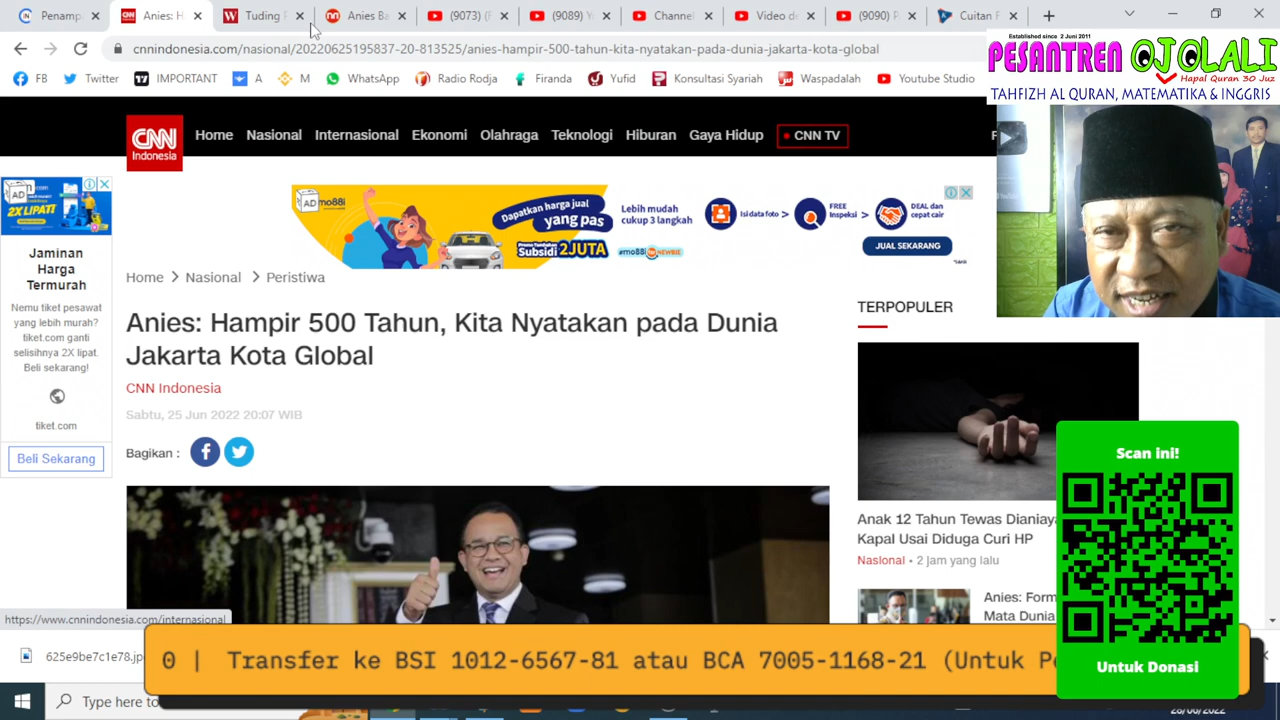 Anies: H
Tuding F
Anies Ba
(9073) (F
(9089) Y
Channel
Video de
(9090) P
Cuitan F
cnnindonesia.com/nasional/20220625191717-20-813525/anies-hampir-500-tahun-kita-nyatakan-pada-dunia-jakarta-kota-global
FB
Twitter
IMPORTANT
A
M
WhatsApp
Radio Rodja
Firanda
Yufid
Konsultasi Syariah
Waspadalah
Youtube Studio
Established since 2 Juni 2011
PESANTREN OJOLALI
Hapal Quran 30 Juz
TAHFIZH AL QURAN, MATEMATIKA & INGGRIS
CNN Indonesia
Home
Nasional
Internasional
Ekonomi
Olahraga
Teknologi
Hiburan
Gaya Hidup
CNN TV
AD
2X LIPAT!
Jaminan
Harga
Termurah
Nemu tiket pesawat
yang lebih murah?
tiket.com ganti
selisihnya 2X lipat.
Beli sekarang!
tiket.com
Beli Sekarang
AD
mo88i
Dapatkan harga jual
yang pas
Subsidi 2JUTA
#mo88i NEWBIE
Lebih mudah
cukup 3 langkah
Isi data foto >
FREE
Inspeksi >
DEAL dan
cepat cair
JUAL SEKARANG
Home > Nasional > Peristiwa
Anies: Hampir 500 Tahun, Kita Nyatakan pada Dunia
Jakarta Kota Global
CNN Indonesia
Sabtu, 25 Jun 2022 20:07 WIB
Bagikan :
TERPOPULER
Anak 12 Tahun Tewas Dianiaya
Kapal Usai Diduga Curi HP
Nasional • 2 jam yang lalu
Anies: Form
Mata Dunia
Scan ini!
Untuk Donasi
https://www.cnnindonesia.com/internasional
625e9be7c1e78.jp
0 | Transfer ke BSI 1012-6567-81 atau BCA 7005-1168-21 (Untuk P
Type here to